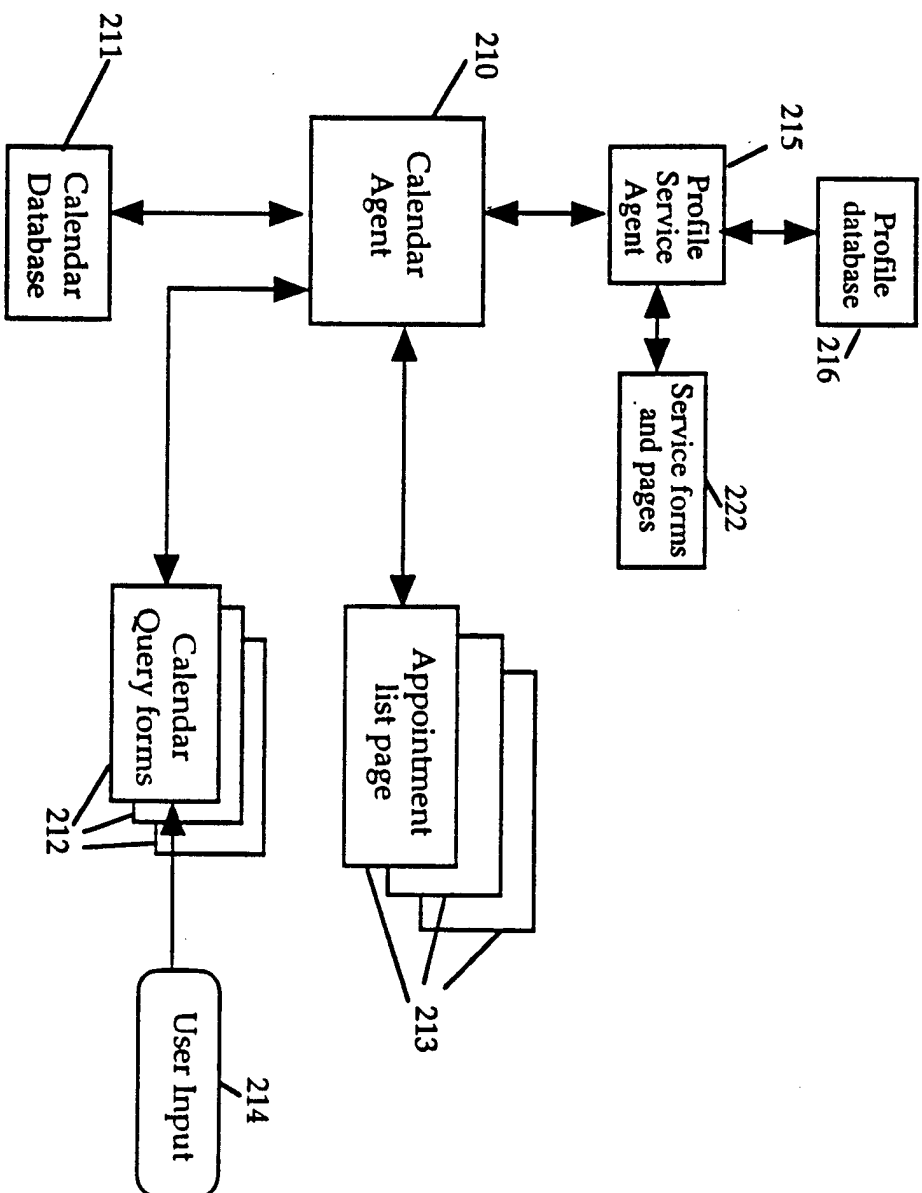 211
Calendar
Database
210
Calendar
Agent
215
Profile
Service
Agent
Profile
database
216
Service forms
and pages
222
Calendar
Query forms
212
Appointment
list page
213
User Input
214